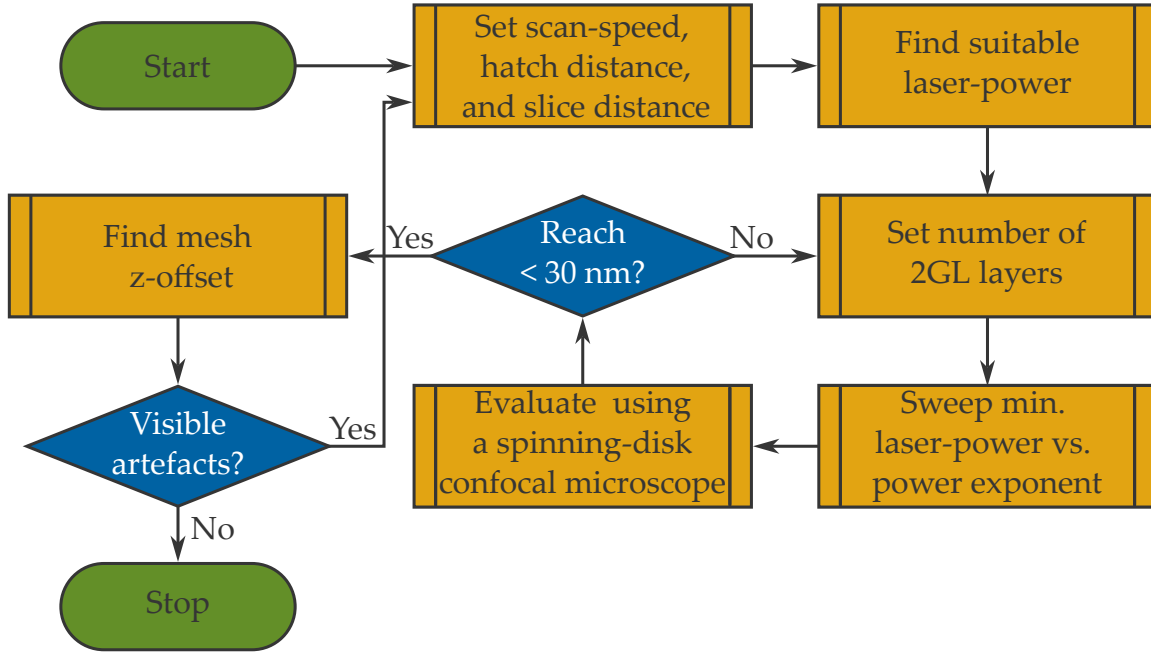 Start
Set scan-speed,
hatch distance,
and slice distance
Find suitable
laser-power
Find mesh
z-offset
Yes
Reach
< 30 nm?
No
Set number of
2GL layers
Visible
artefacts?
Yes
Evaluate using
a spinning-disk
confocal microscope
Sweep min.
laser-power vs.
power exponent
No
Stop